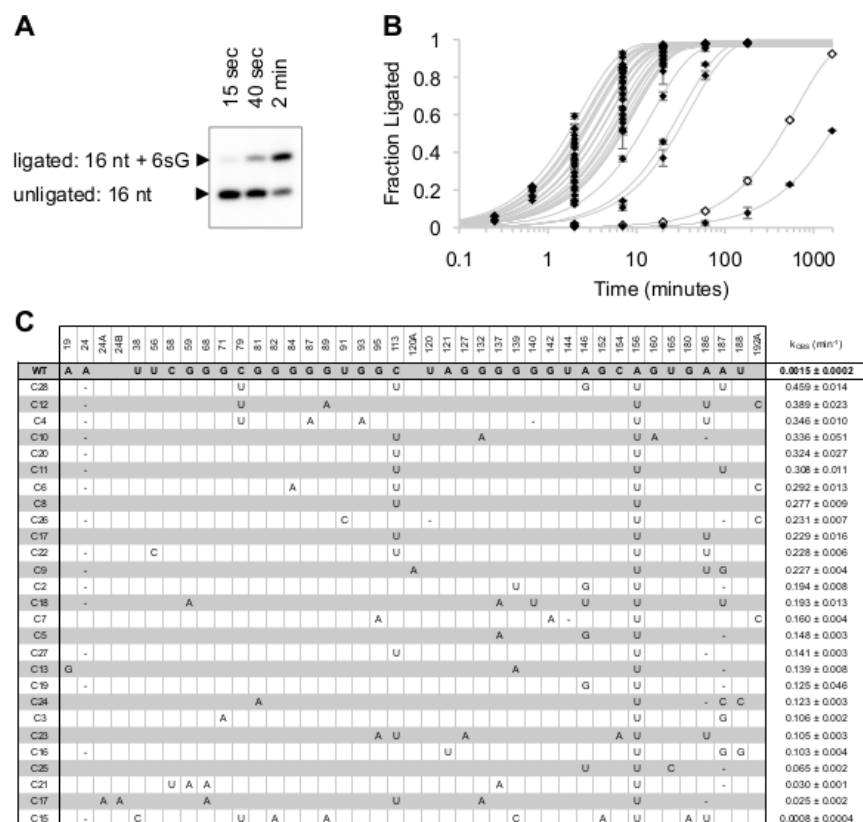 A
15 sec
40 sec
2 min
ligated: 16 nt + 6sG
unligated: 16 nt
B
Fraction Ligated
1
0.8
0.6
0.4
0.2
0
0.1 1 10 100 1000
Time (minutes)
C
19 24 24A 24B 38 56 58 59 68 71 79 81 82 84 87 89 91 93 95 113 120A 120 121 127 132 137 139 140 142 144 146 152 154 156 160 165 180 186 187 188 192A kOBS (min-1)
WT A A U U C G G G C G G G G G U G G C U A G G G G G U A G C A G U G A A U 0.0015 ± 0.0002
C28 - U U G U U 0.459 ± 0.014
C12 - U A U U C 0.389 ± 0.023
C4 - U A A - U U 0.346 ± 0.010
C10 - U A U A - 0.336 ± 0.051
C20 - U U 0.324 ± 0.027
C11 - U U U 0.308 ± 0.011
C6 - A U U C 0.292 ± 0.013
C8 U U 0.277 ± 0.009
C26 - C - U - C 0.231 ± 0.007
C17 U U U 0.229 ± 0.016
C22 - C U U U 0.228 ± 0.006
C9 - A U U G 0.227 ± 0.004
C2 - U G U - 0.194 ± 0.008
C18 - A A U U U U 0.193 ± 0.013
C7 A A - U C 0.160 ± 0.004
C5 A G U - 0.148 ± 0.003
C27 - U U - 0.141 ± 0.003
C13 G A U - 0.139 ± 0.008
C19 - G U - 0.125 ± 0.046
C24 A U - C C 0.123 ± 0.003
C3 A U G 0.106 ± 0.002
C23 A U A A U U 0.105 ± 0.003
C16 - U U G G 0.103 ± 0.004
C25 U U C - 0.065 ± 0.002
C21 U A A A U - 0.030 ± 0.001
C17 A A A U A U - 0.025 ± 0.002
C15 - C U A A C A U A U 0.0008 ± 0.0004